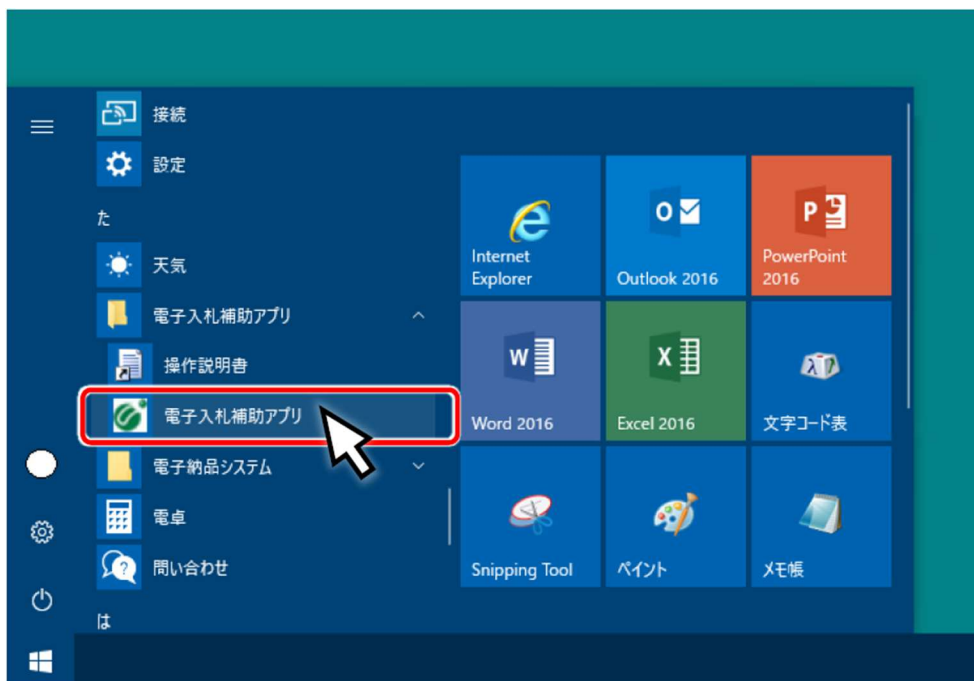 接続
設定
た
天気
電子入札補助アプリ
操作説明書
電子入札補助アプリ
電子納品システム
電卓
問い合わせ
は
Internet
Explorer
Outlook 2016
PowerPoint
2016
Word 2016
Excel 2016
文字コード表
Snipping Tool
ペイント
メモ帳